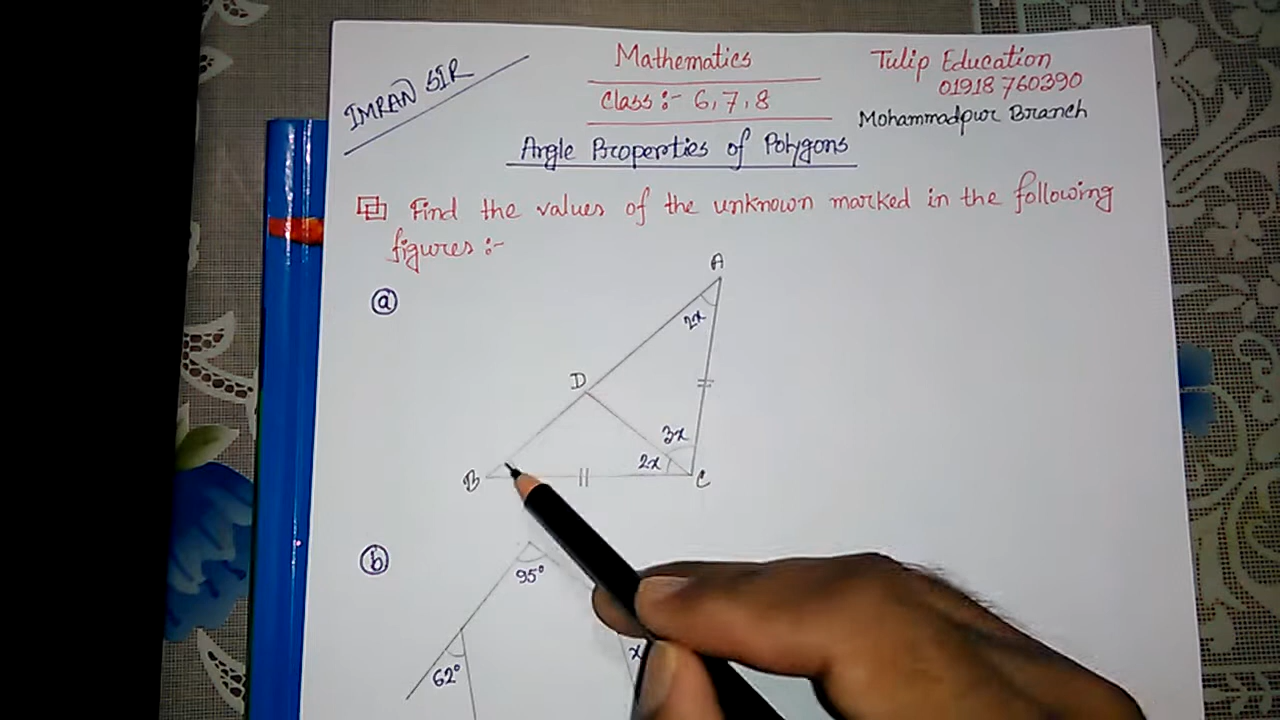 IMRAN SIR
Mathematics
Class:- 6, 7, 8
Tulip Education
01918 760390
Mohammadpur Branch
Angle Properties of Polygons
Find the values of the unknown marked in the following
figures :-
a
A
2x
D
3x
2x
B
C
b
95°
62°
x